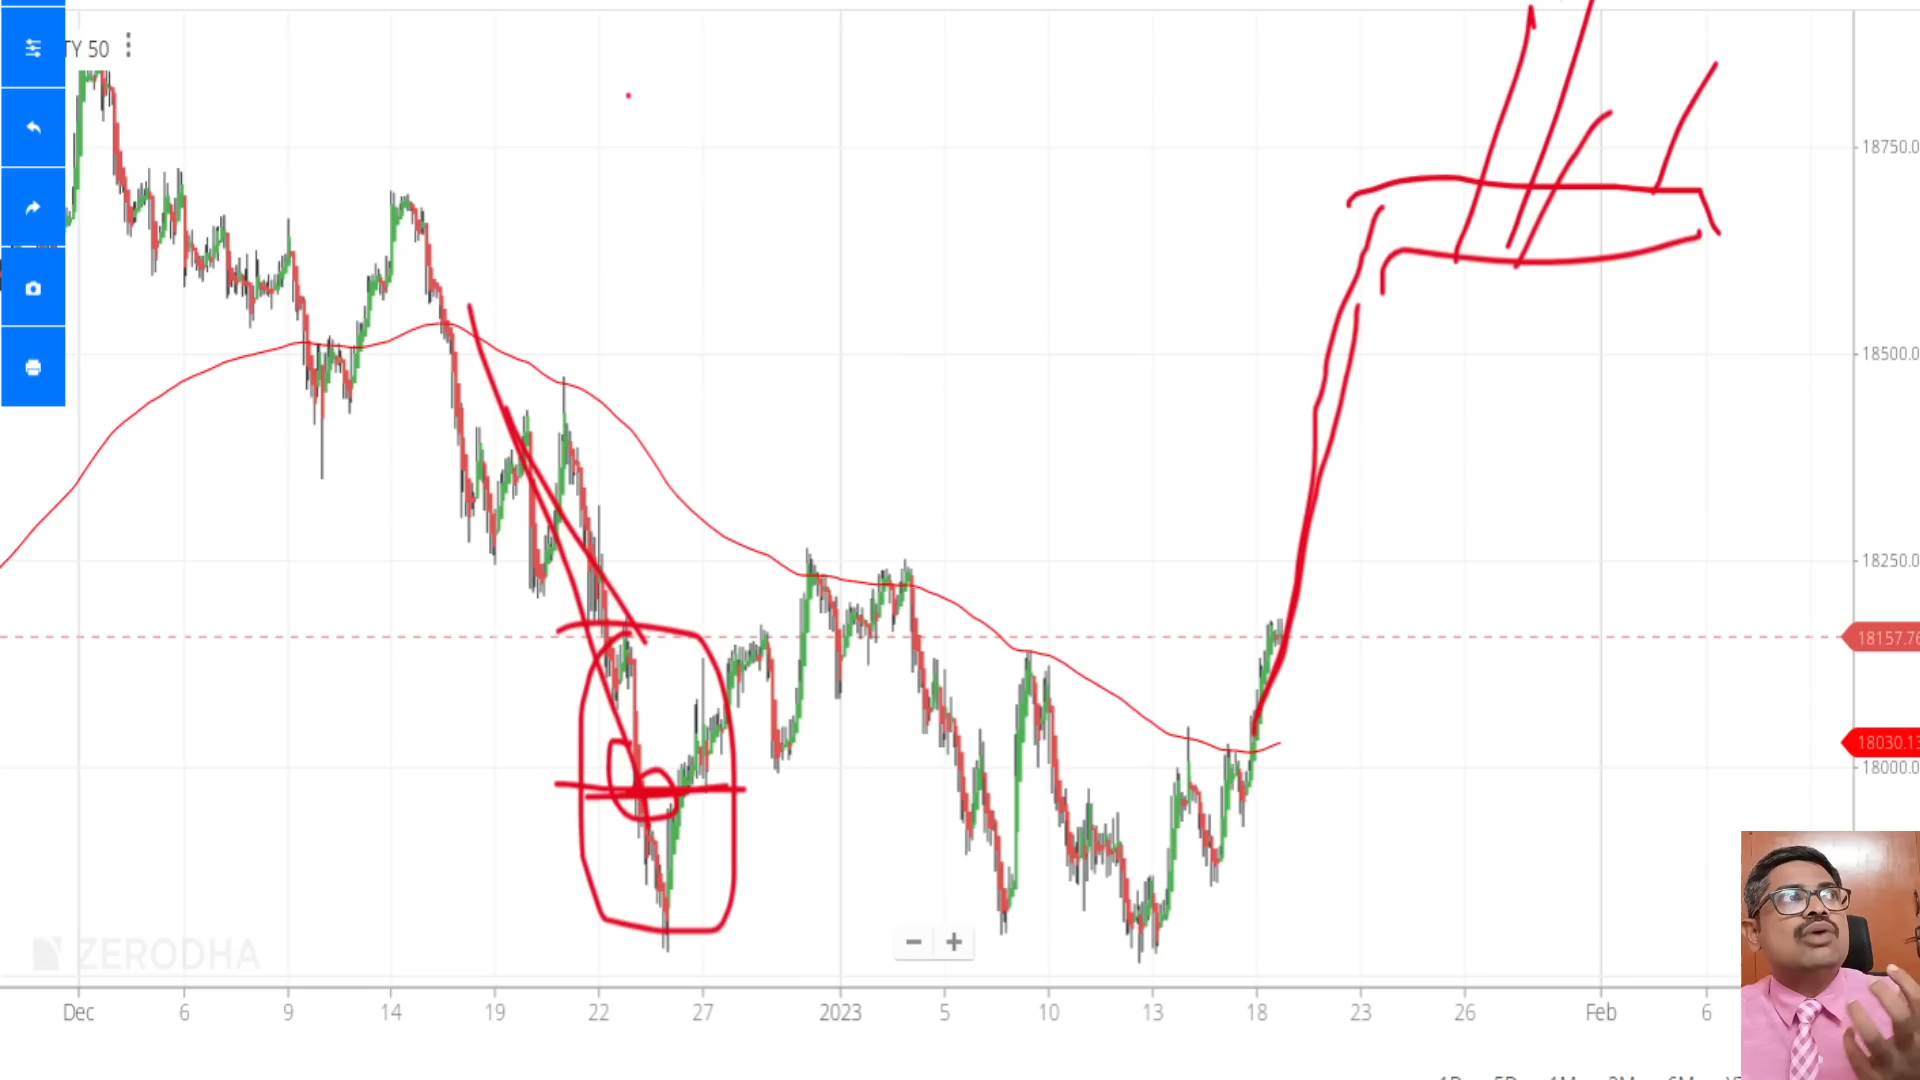 TY 50
18750.0
18500.0
18250.0
18157.76
18030.13
18000.0
ZERODHA
Dec 6 9 14 19 22 27 2023 5 10 13 18 23 26 Feb 6